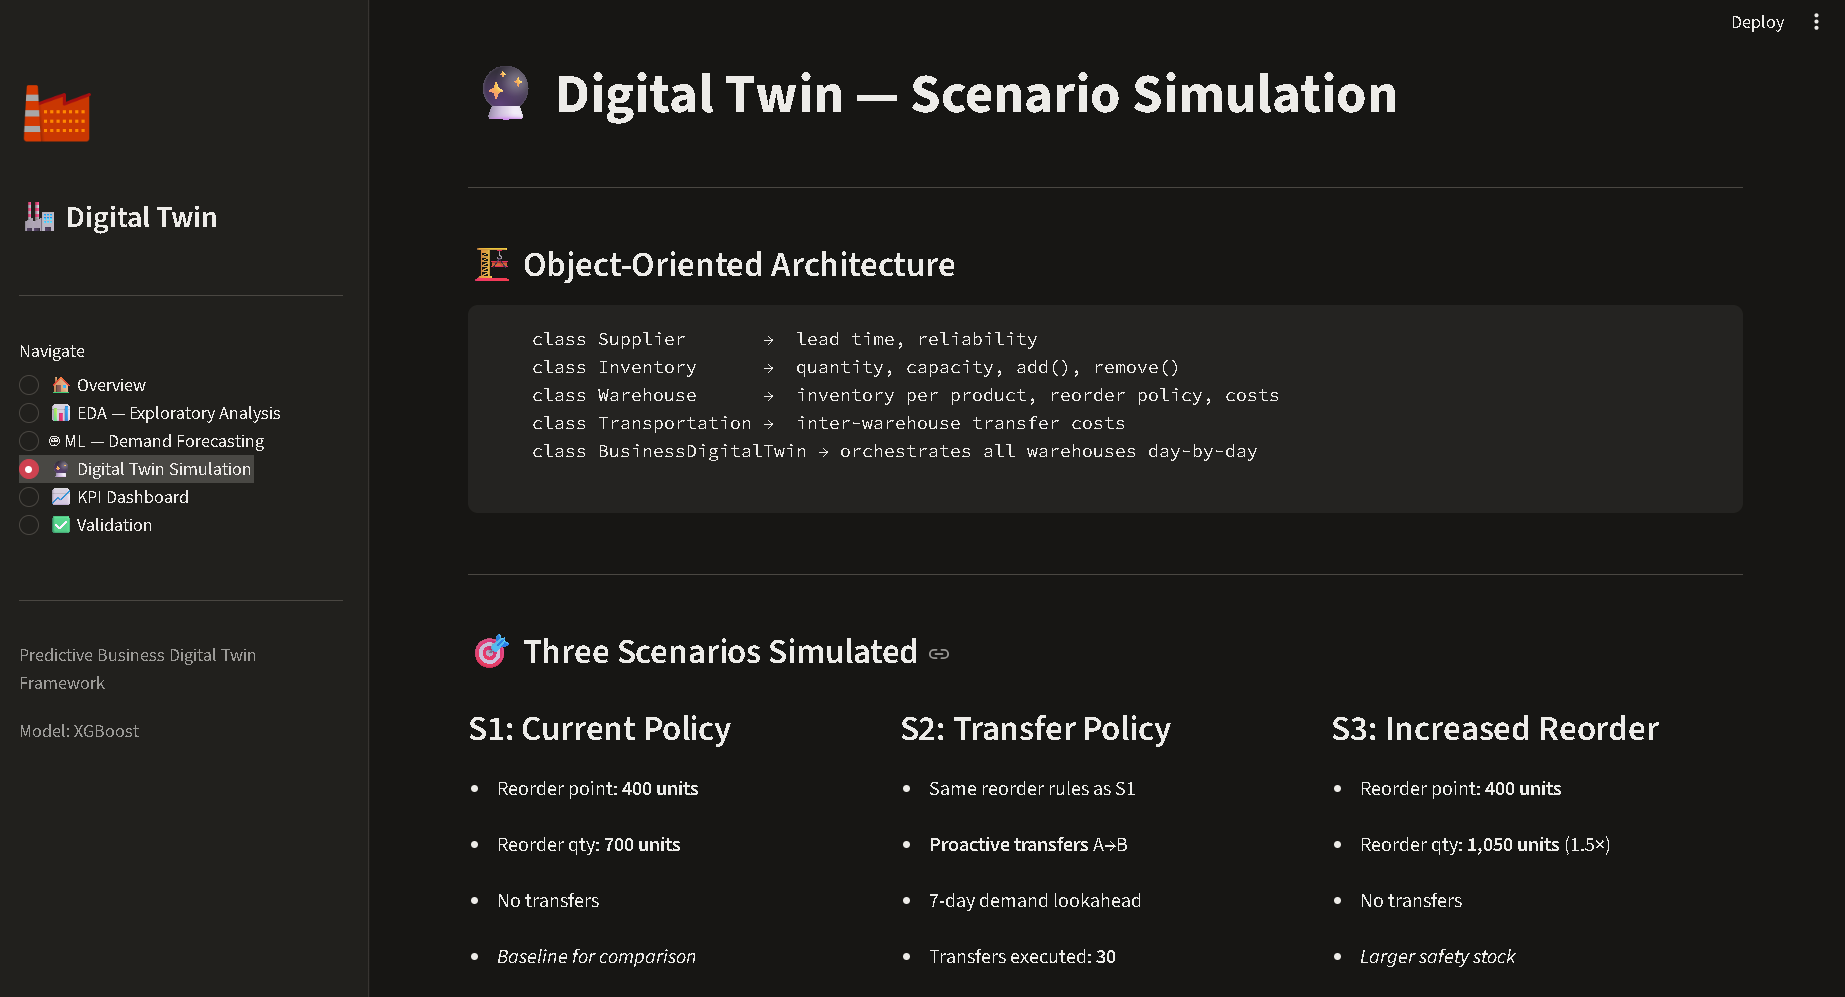 Deploy
Digital Twin
Navigate
Overview
EDA — Exploratory Analysis
ML — Demand Forecasting
Digital Twin Simulation
KPI Dashboard
Validation
Predictive Business Digital Twin
Framework
Model: XGBoost
Digital Twin — Scenario Simulation
Object-Oriented Architecture
class Supplier → lead time, reliability
class Inventory → quantity, capacity, add(), remove()
class Warehouse → inventory per product, reorder policy, costs
class Transportation → inter-warehouse transfer costs
class BusinessDigitalTwin → orchestrates all warehouses day-by-day
Three Scenarios Simulated
S1: Current Policy
• Reorder point: 400 units
• Reorder qty: 700 units
• No transfers
• Baseline for comparison
S2: Transfer Policy
• Same reorder rules as S1
• Proactive transfers A→B
• 7-day demand lookahead
• Transfers executed: 30
S3: Increased Reorder
• Reorder point: 400 units
• Reorder qty: 1,050 units (1.5×)
• No transfers
• Larger safety stock